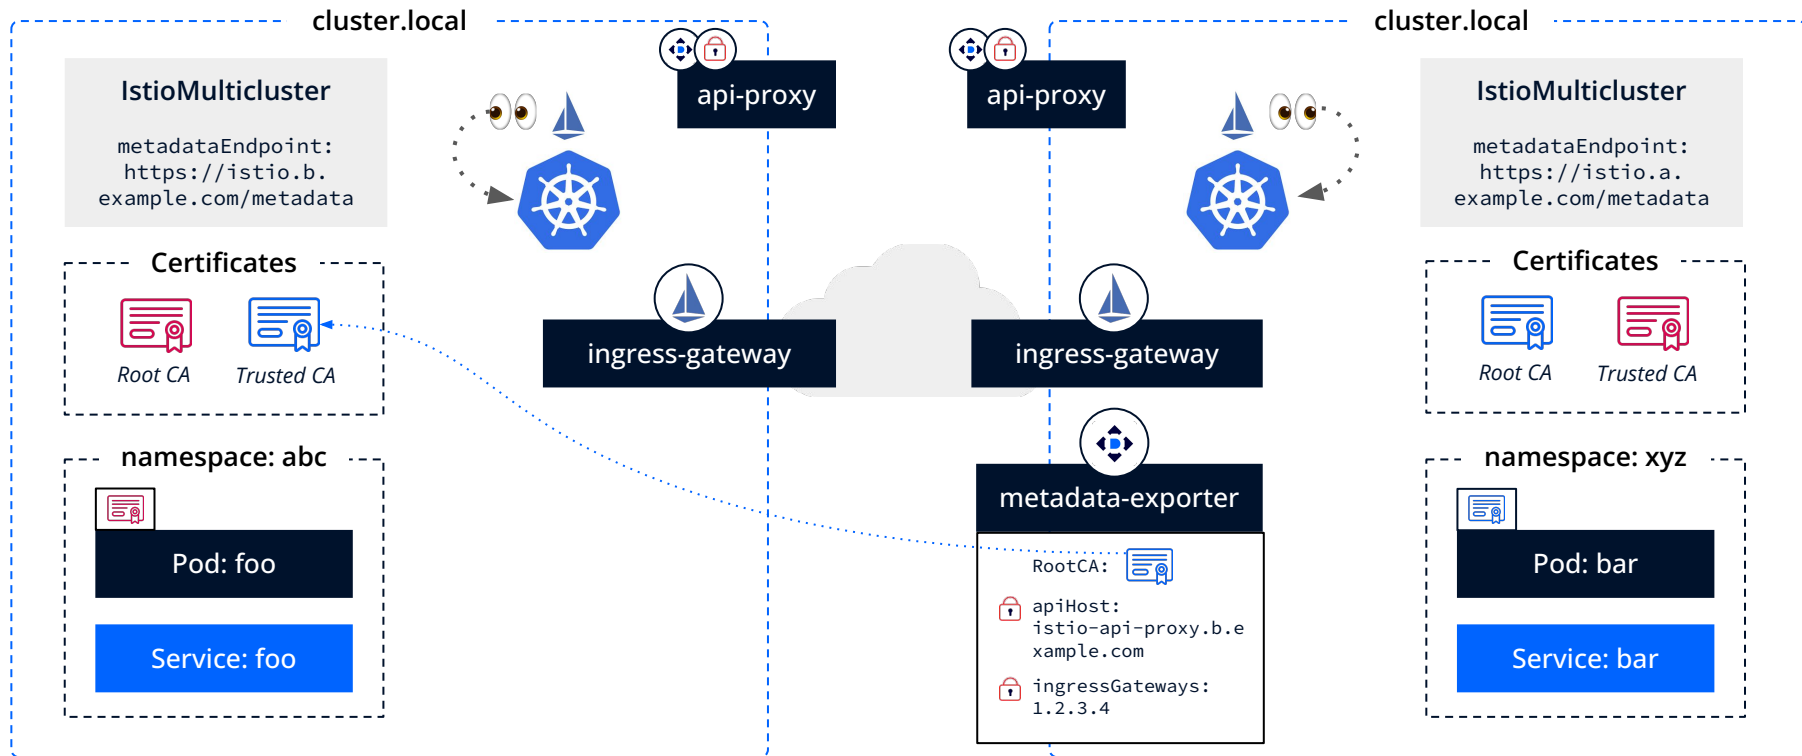 cluster.local
IstioMulticluster
metadataEndpoint:
https://istio.b.
example.com/metadata
Certificates
Root CA
Trusted CA
namespace: abc
Pod: foo
Service: foo
api-proxy
ingress-gateway
cluster.local
api-proxy
ingress-gateway
metadata-exporter
RootCA:
apiHost:
istio-api-proxy.b.e
xample.com
ingressGateways:
1.2.3.4
IstioMulticluster
metadataEndpoint:
https://istio.a.
example.com/metadata
Certificates
Root CA
Trusted CA
namespace: xyz
Pod: bar
Service: bar